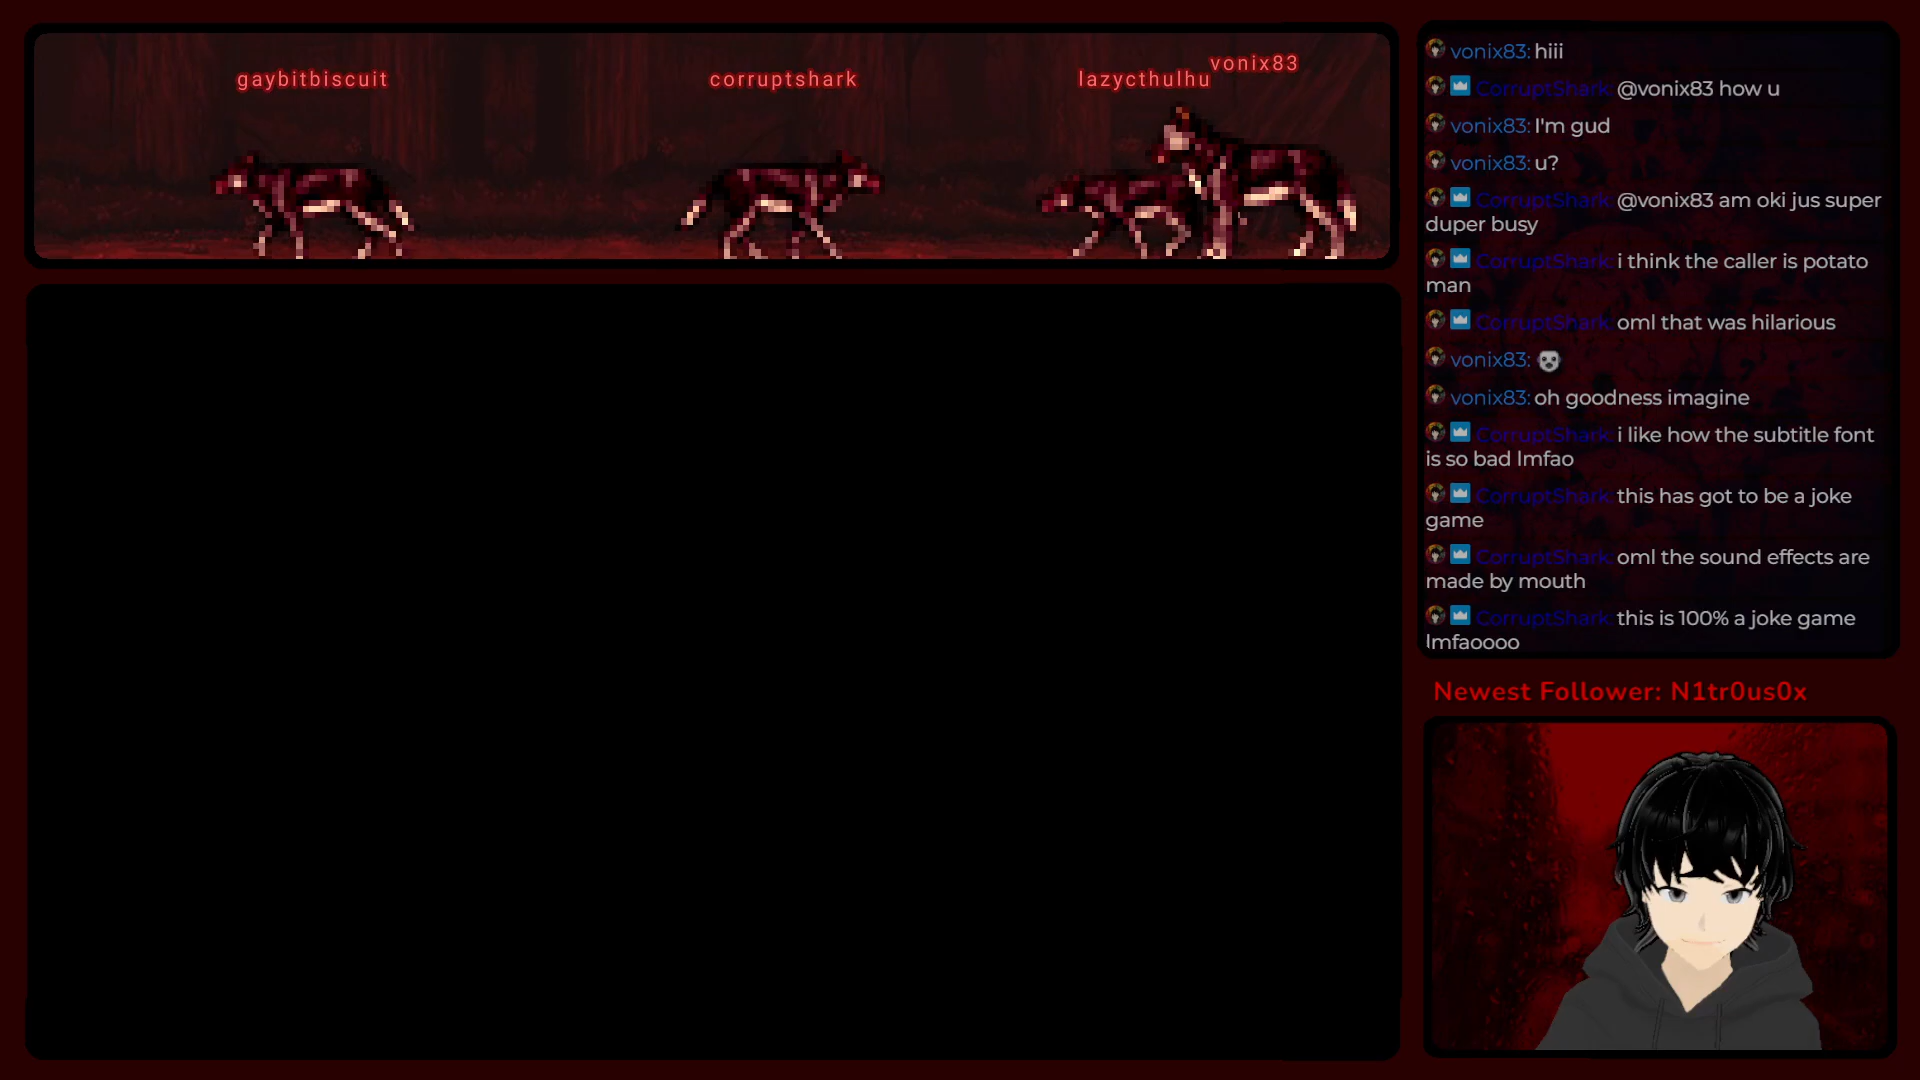 gaybitbiscuit
corruptshark
lazycthulhu
vonix83
vonix83: hiii
CorruptShark: @vonix83 how u
vonix83: I'm gud
vonix83: u?
CorruptShark: @vonix83 am oki jus super
duper busy
CorruptShark: i think the caller is potato
man
CorruptShark: oml that was hilarious
vonix83:
vonix83: oh goodness imagine
CorruptShark: i like how the subtitle font
is so bad lmfao
CorruptShark: this has got to be a joke
game
CorruptShark: oml the sound effects are
made by mouth
CorruptShark: this is 100% a joke game
lmfaoooo
Newest Follower: N1tr0us0x